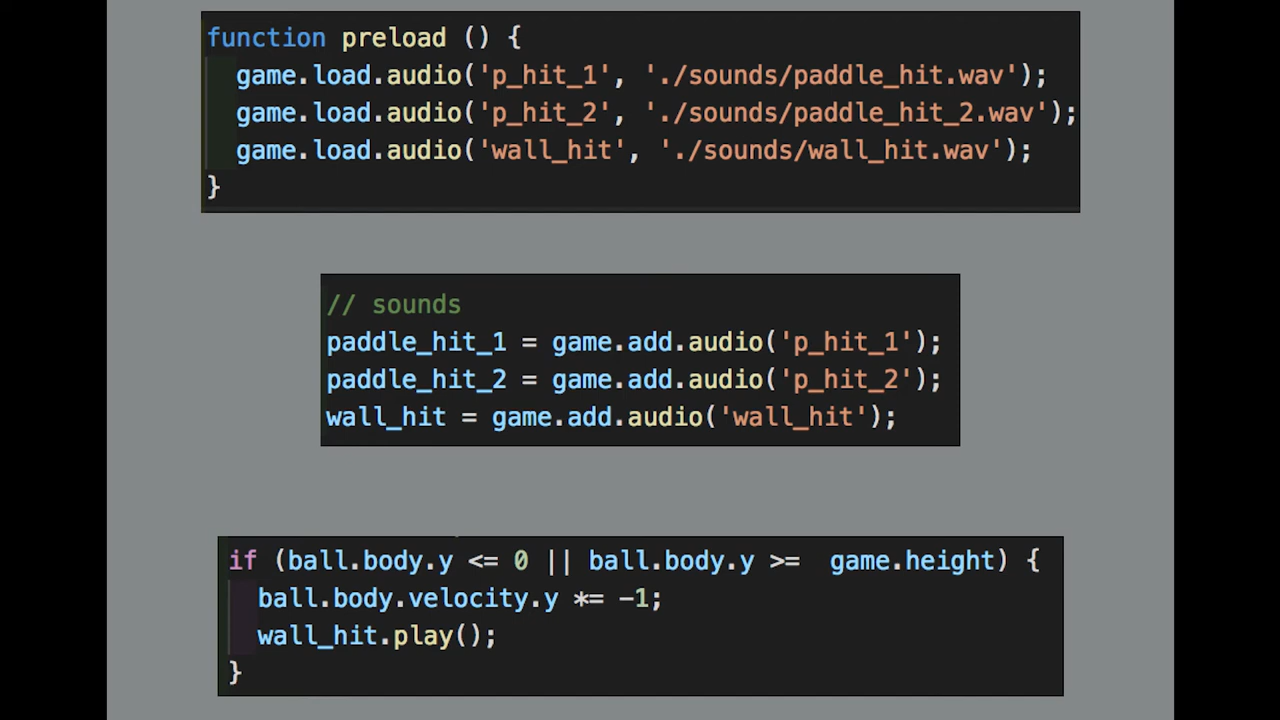 function preload () {
  game.load.audio('p_hit_1', './sounds/paddle_hit.wav');
  game.load.audio('p_hit_2', './sounds/paddle_hit_2.wav');
  game.load.audio('wall_hit', './sounds/wall_hit.wav');
}
// sounds
paddle_hit_1 = game.add.audio('p_hit_1');
paddle_hit_2 = game.add.audio('p_hit_2');
wall_hit = game.add.audio('wall_hit');
if (ball.body.y <= 0 || ball.body.y >=  game.height) {
  ball.body.velocity.y *= -1;
  wall_hit.play();
}